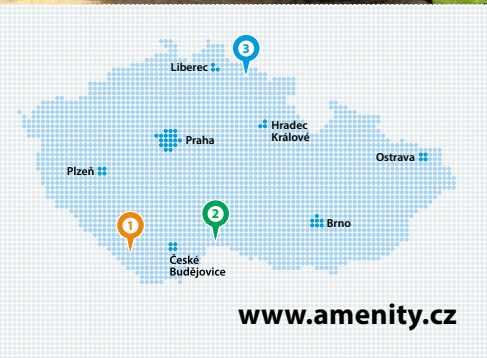 3
Liberec
Hradec
Králové
Praha
Ostrava
Plzeň
2
1
Brno
České
Budějovice
www.amenity.cz